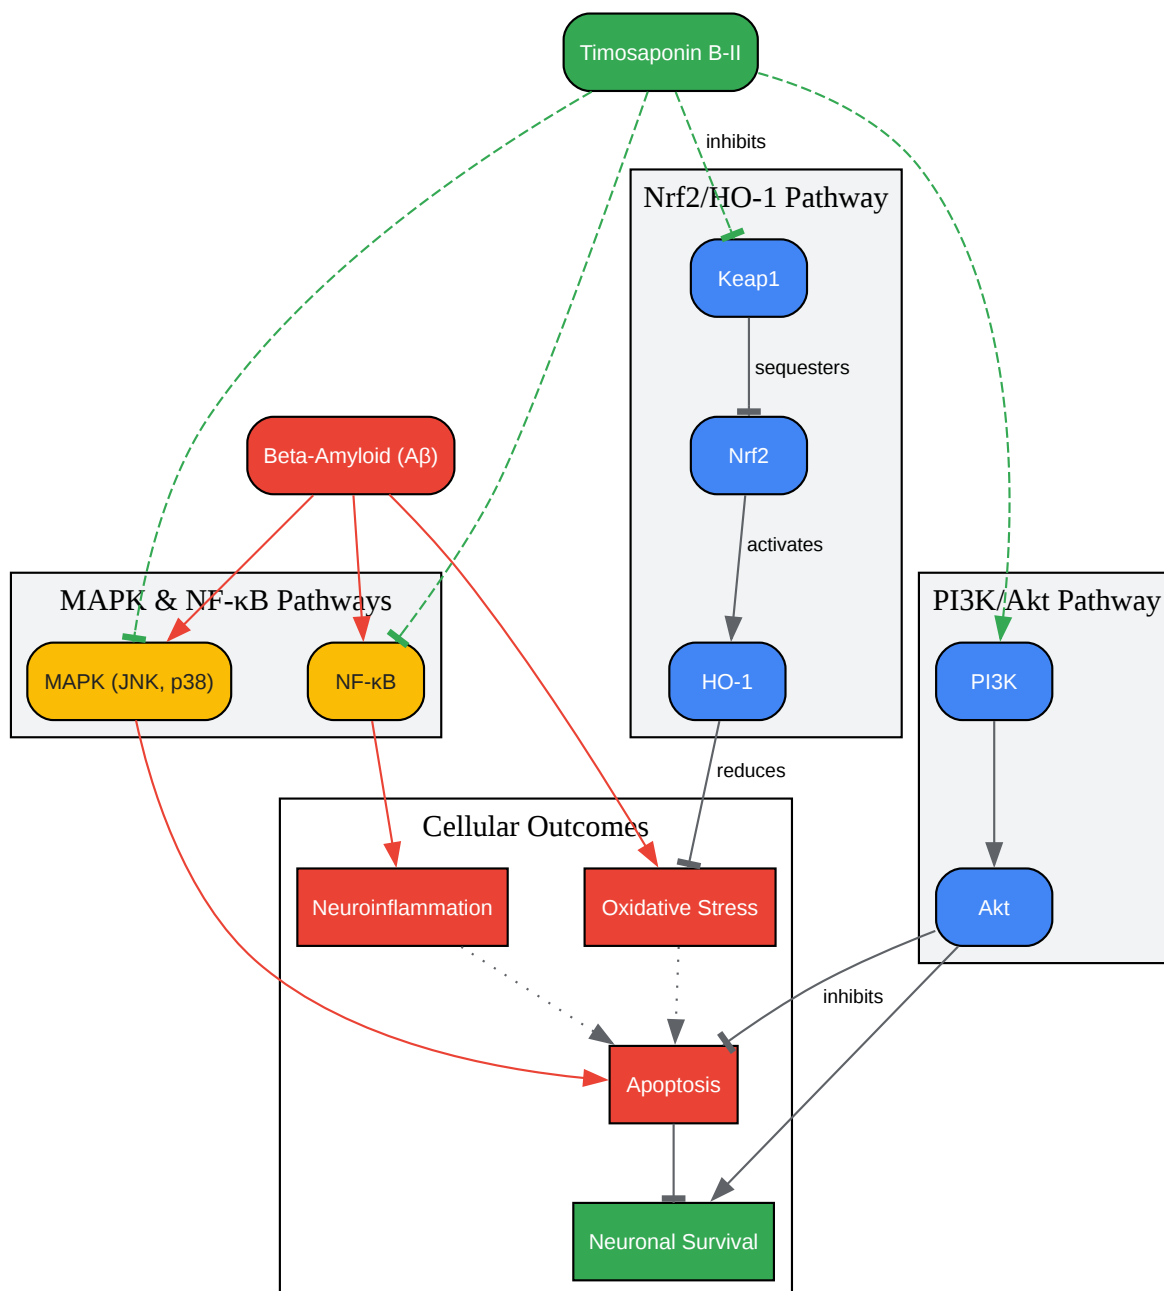 Timosaponin B-II
inhibits
Nrf2/HO-1 Pathway
Keap1
sequesters
Beta-Amyloid (Aβ)
Nrf2
activates
MAPK & NF-κB Pathways
PI3K/Akt Pathway
MAPK (JNK, p38)
NF-κB
HO-1
PI3K
reduces
Cellular Outcomes
Neuroinflammation
Oxidative Stress
Akt
inhibits
Apoptosis
Neuronal Survival